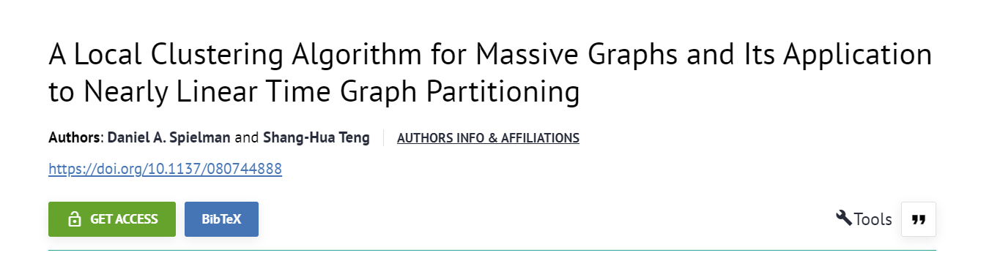 A Local Clustering Algorithm for Massive Graphs and Its Application
to Nearly Linear Time Graph Partitioning
Authors: Daniel A. Spielman and Shang-Hua Teng AUTHORS INFO & AFFILIATIONS
https://doi.org/10.1137/080744888
GET ACCESS BibTeX Tools